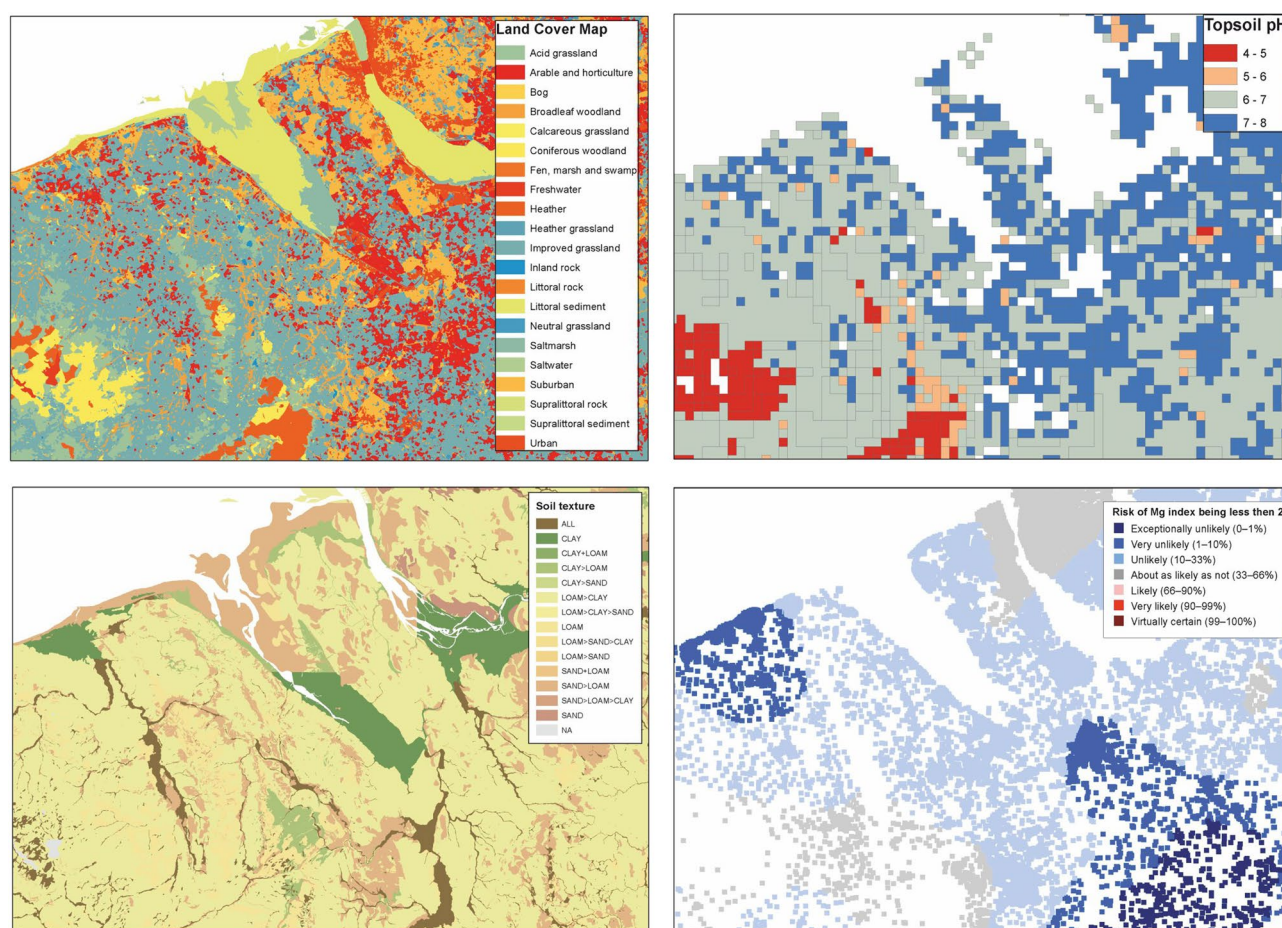 Land Cover Map
Acid grassland
Arable and horticulture
Bog
Broadleaf woodland
Calcareous grassland
Coniferous woodland
Fen, marsh and swamp
Freshwater
Heather
Heather grassland
Improved grassland
Inland rock
Littoral rock
Littoral sediment
Neutral grassland
Saltmarsh
Saltwater
Suburban
Supralittoral rock
Supralittoral sediment
Urban
Topsoil pH
4 - 5
5 - 6
6 - 7
7 - 8
Soil texture
ALL
CLAY
CLAY+LOAM
CLAY>LOAM
CLAY>SAND
LOAM>CLAY
LOAM>CLAY>SAND
LOAM
LOAM>SAND>CLAY
LOAM>SAND
SAND+LOAM
SAND>LOAM
SAND>LOAM>CLAY
SAND
NA
Risk of Mg index being less then 2
Exceptionally unlikely (0–1%)
Very unlikely (1–10%)
Unlikely (10–33%)
About as likely as not (33–66%)
Likely (66–90%)
Very likely (90–99%)
Virtually certain (99–100%)